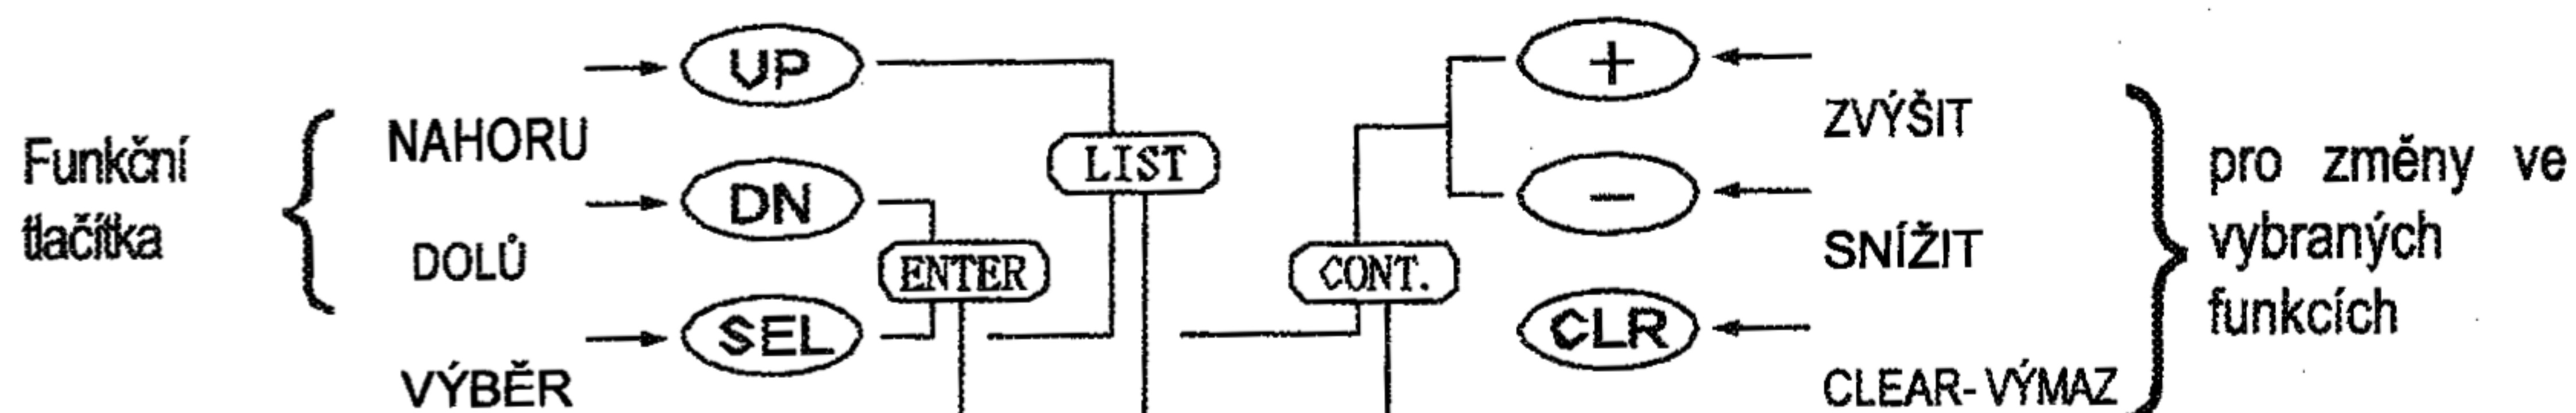 Funkční
tlačítka
NAHORU
DOLŮ
VÝBĚR
UP
DN
SEL
LIST
ENTER
CONT.
+
-
CLR
ZVÝŠIT
SNÍŽIT
CLEAR- VÝMAZ
pro změny ve
vybraných
funkcích